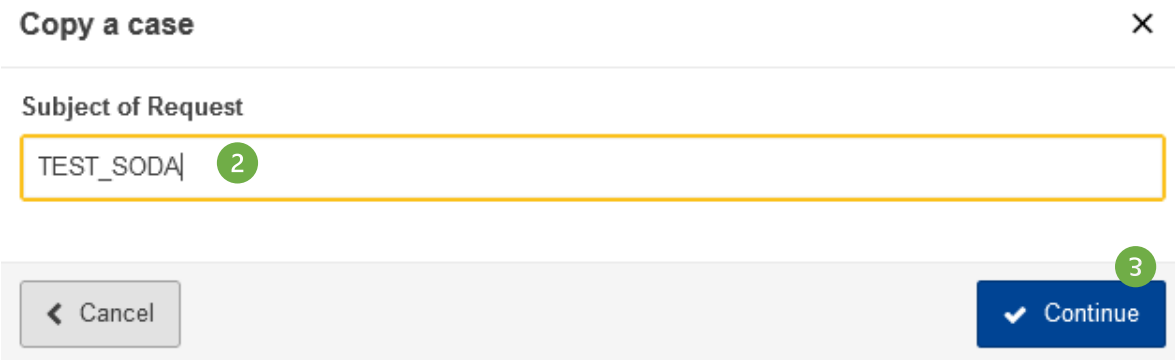 Copy a case
Subject of Request
TEST_SODA 2
3
Cancel Continue